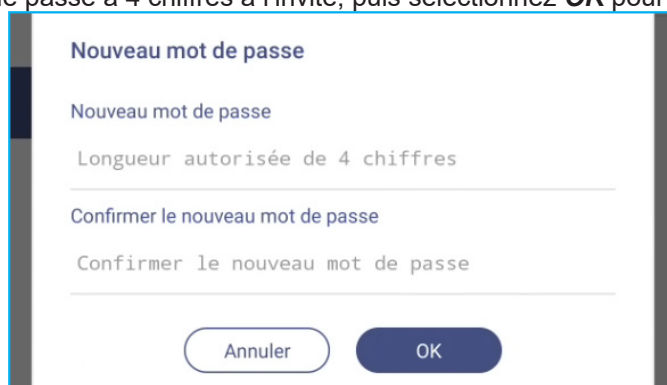 de passe à 4 chiffres à l'invite, puis sélectionnez OK pour
Nouveau mot de passe
Nouveau mot de passe
Longueur autorisée de 4 chiffres
Confirmer le nouveau mot de passe
Confirmer le nouveau mot de passe
Annuler OK